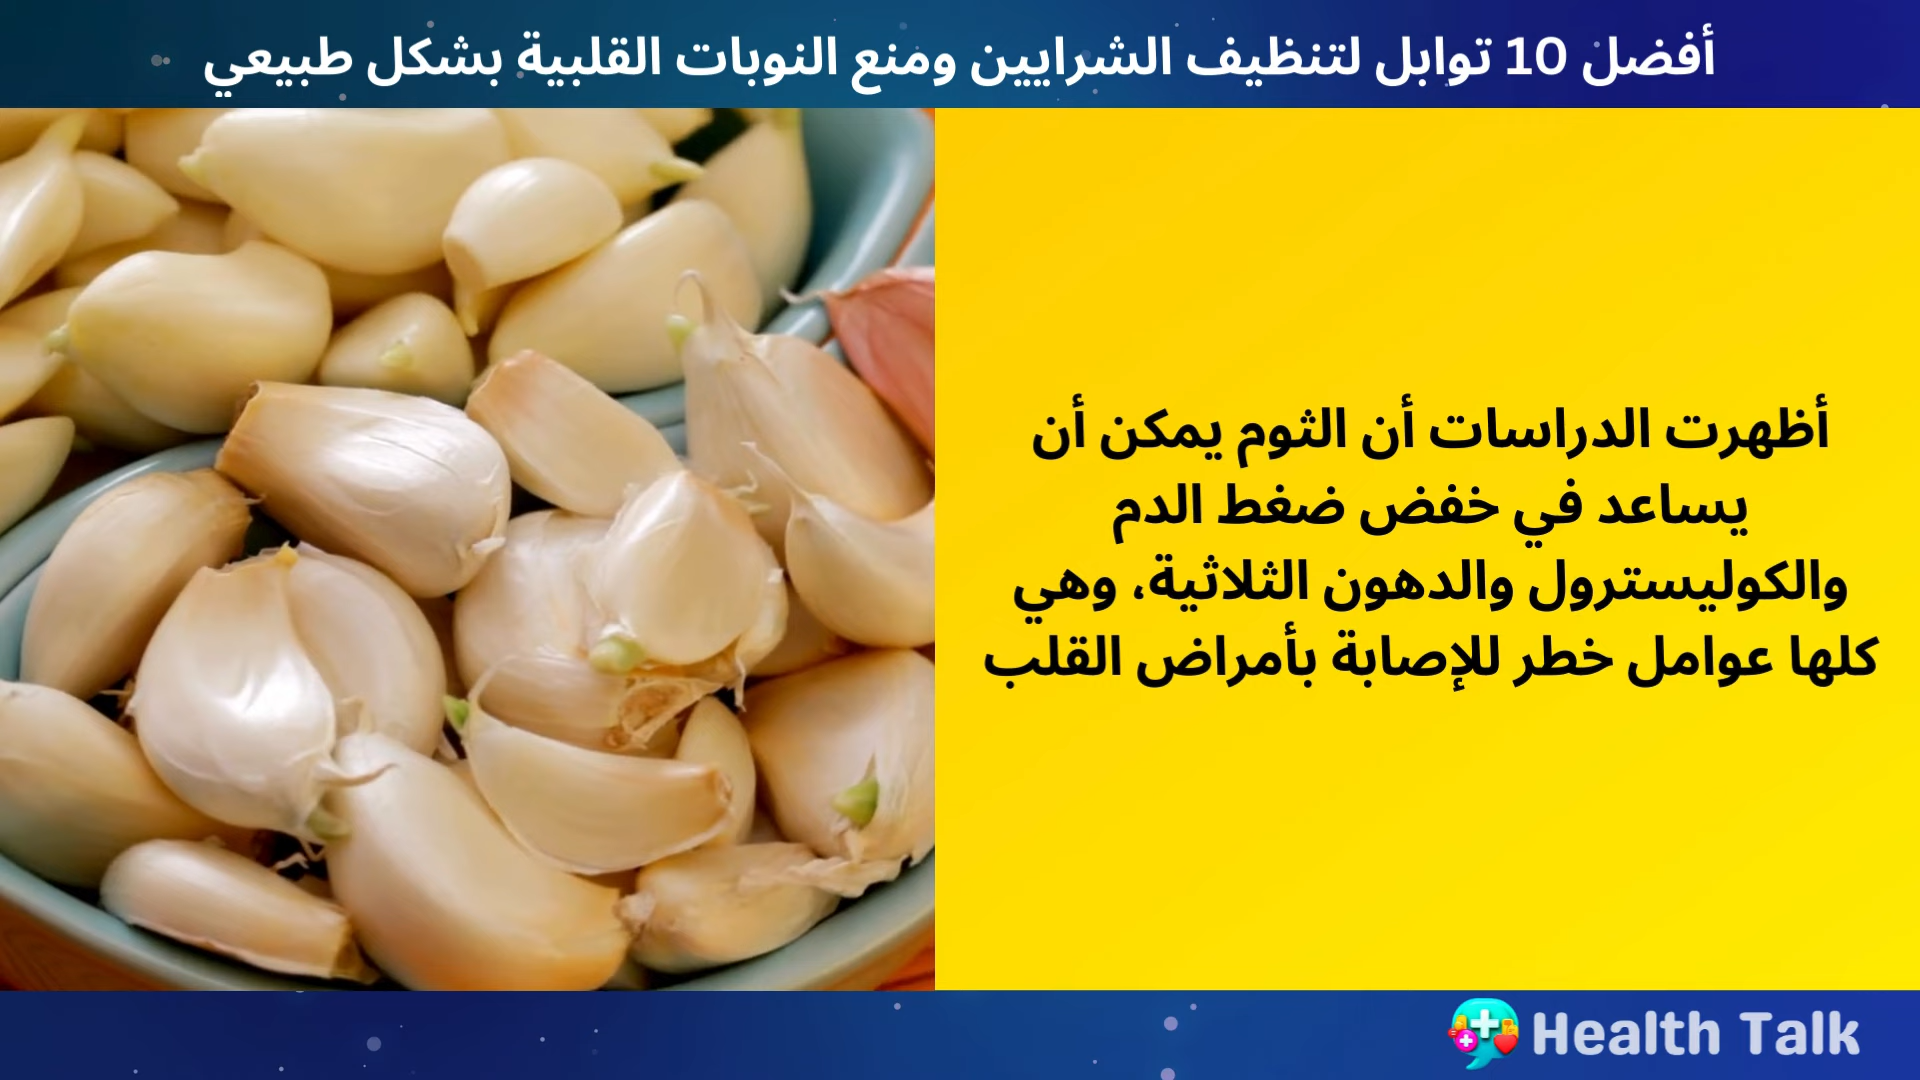 أفضل 10 توابل لتنظيف الشرايين ومنع النوبات القلبية بشكل طبيعي
أظهرت الدراسات أن الثوم يمكن أن
يساعد في خفض ضغط الدم
والكوليسترول والدهون الثلاثية، وهي
كلها عوامل خطر للإصابة بأمراض القلب
Health Talk